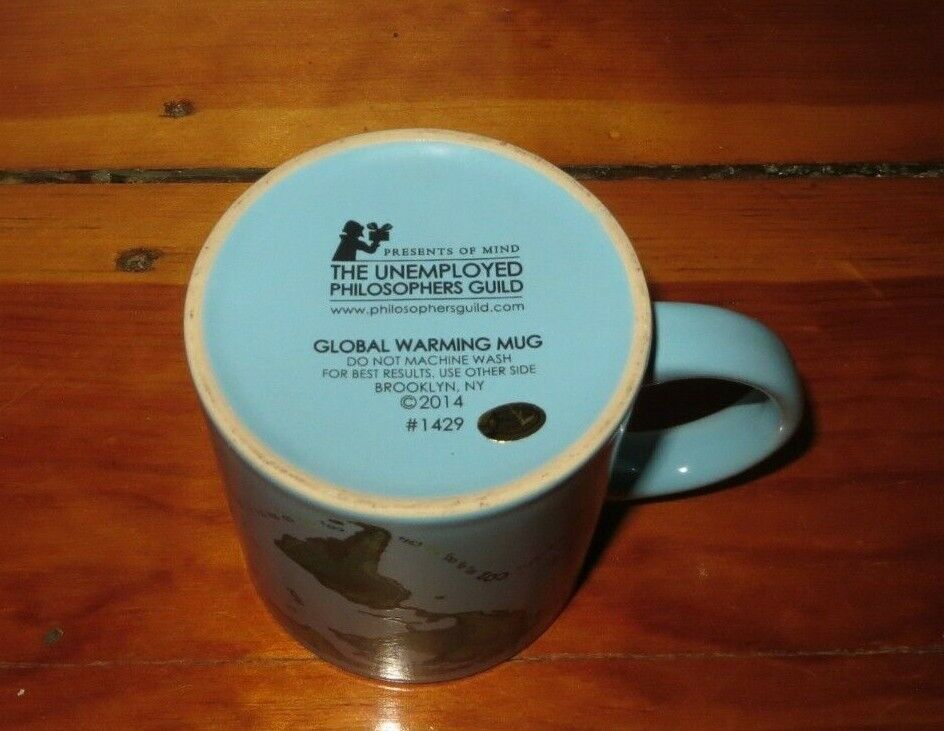 PRESENTS OF MIND
THE UNEMPLOYED
PHILOSOPHERS GUILD
www.philosophersguild.com
GLOBAL WARMING MUG
DO NOT MACHINE WASH
FOR BEST RESULTS, USE OTHER SIDE
BROOKLYN, NY
©2014
#1429